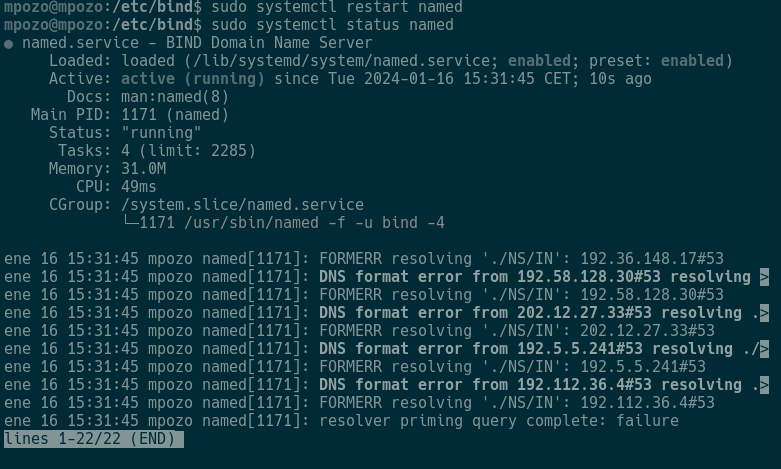 mpozo@mpozo:/etc/bind$ sudo systemctl restart named
mpozo@mpozo:/etc/bind$ sudo systemctl status named
● named.service - BIND Domain Name Server
     Loaded: loaded (/lib/systemd/system/named.service; enabled; preset: enabled)
     Active: active (running) since Tue 2024-01-16 15:31:45 CET; 10s ago
       Docs: man:named(8)
   Main PID: 1171 (named)
     Status: "running"
      Tasks: 4 (limit: 2285)
     Memory: 31.0M
        CPU: 49ms
     CGroup: /system.slice/named.service
             └─1171 /usr/sbin/named -f -u bind -4
ene 16 15:31:45 mpozo named[1171]: FORMERR resolving './NS/IN': 192.36.148.17#53
ene 16 15:31:45 mpozo named[1171]: DNS format error from 192.58.128.30#53 resolving >
ene 16 15:31:45 mpozo named[1171]: FORMERR resolving './NS/IN': 192.58.128.30#53
ene 16 15:31:45 mpozo named[1171]: DNS format error from 202.12.27.33#53 resolving .>
ene 16 15:31:45 mpozo named[1171]: FORMERR resolving './NS/IN': 202.12.27.33#53
ene 16 15:31:45 mpozo named[1171]: DNS format error from 192.5.5.241#53 resolving ./>
ene 16 15:31:45 mpozo named[1171]: FORMERR resolving './NS/IN': 192.5.5.241#53
ene 16 15:31:45 mpozo named[1171]: DNS format error from 192.112.36.4#53 resolving .>
ene 16 15:31:45 mpozo named[1171]: FORMERR resolving './NS/IN': 192.112.36.4#53
ene 16 15:31:45 mpozo named[1171]: resolver priming query complete: failure
lines 1-22/22 (END)